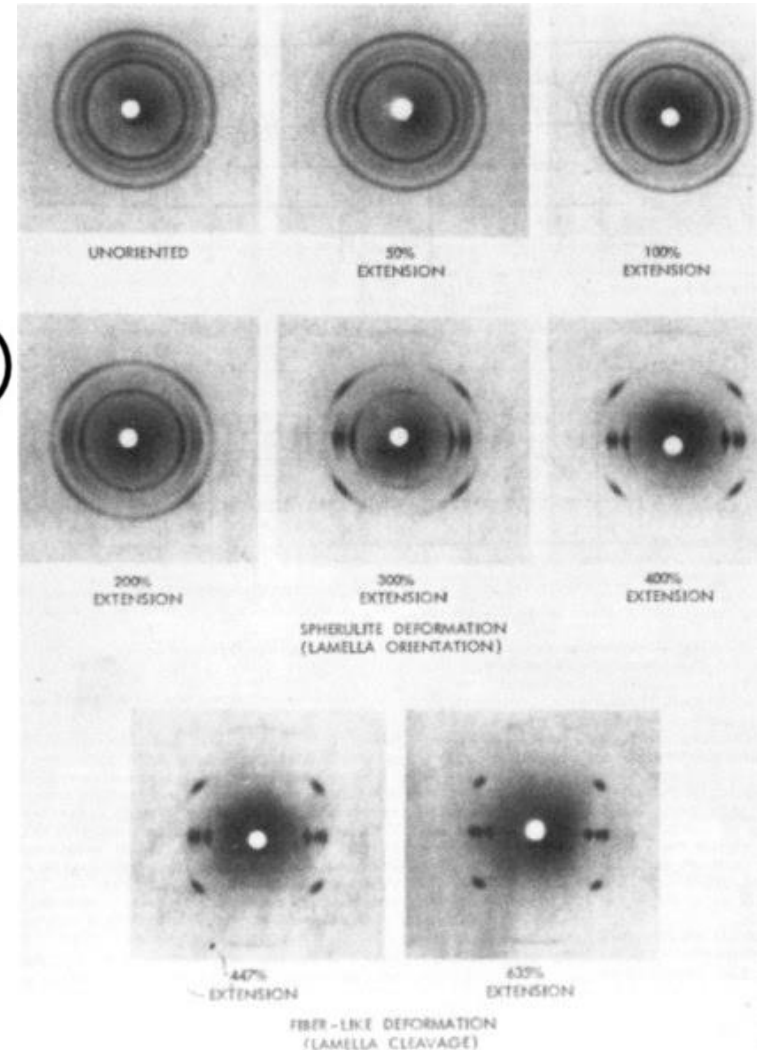 UNORIENTED
50%
EXTENSION
100%
EXTENSION
200%
EXTENSION
300%
EXTENSION
400%
EXTENSION
SPHERULITE DEFORMATION
(LAMELLA ORIENTATION)
447%
EXTENSION
635%
EXTENSION
FIBER-LIKE DEFORMATION
(LAMELLA CLEAVAGE)